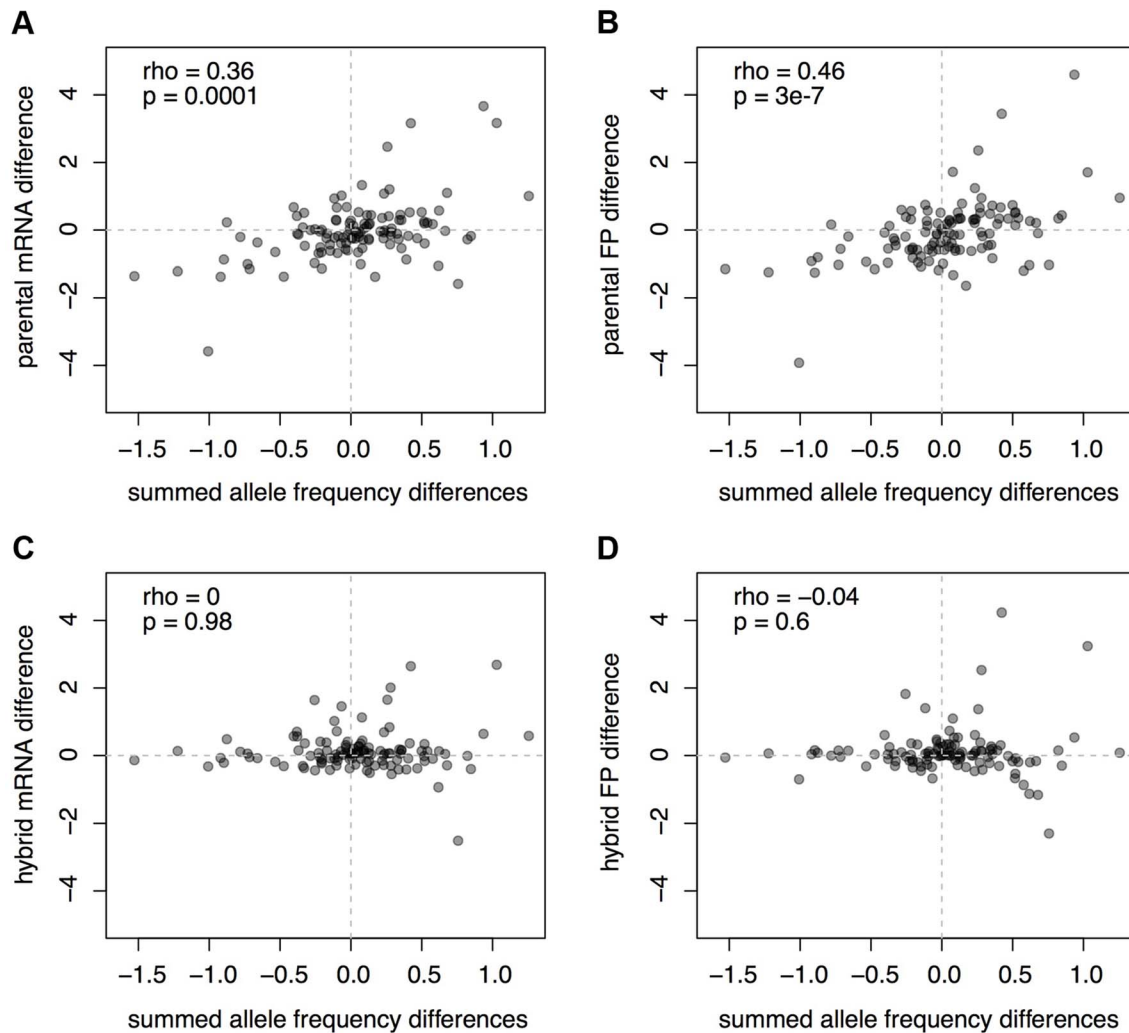 A
rho = 0.36
p = 0.0001
parental mRNA difference
4
2
0
−2
−4
−1.5 −1.0 −0.5 0.0 0.5 1.0
summed allele frequency differences
B
rho = 0.46
p = 3e-7
parental FP difference
4
2
0
−2
−4
−1.5 −1.0 −0.5 0.0 0.5 1.0
summed allele frequency differences
C
rho = 0
p = 0.98
hybrid mRNA difference
4
2
0
−2
−4
−1.5 −1.0 −0.5 0.0 0.5 1.0
summed allele frequency differences
D
rho = −0.04
p = 0.6
hybrid FP difference
4
2
0
−2
−4
−1.5 −1.0 −0.5 0.0 0.5 1.0
summed allele frequency differences